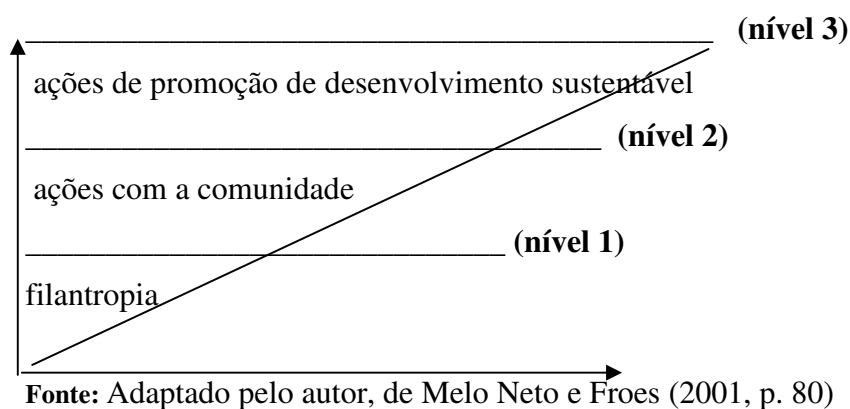 (nível 3)
ações de promoção de desenvolvimento sustentável
(nível 2)
ações com a comunidade
(nível 1)
filantropia
Fonte: Adaptado pelo autor, de Melo Neto e Froes (2001, p. 80)